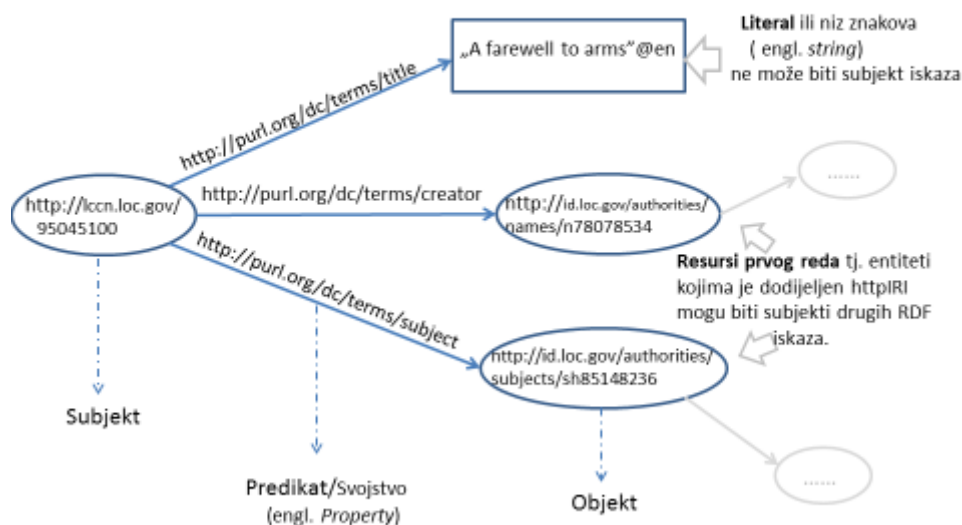 „A farewell to arms”@en
Literal ili niz znakova
( engl. string)
ne može biti subjekt iskaza
http://purl.org/dc/terms/title
http://purl.org/dc/terms/creator
http://lccn.loc.gov/
95045100
http://id.loc.gov/authorities/
names/n78078534
......
Resursi prvog reda tj. entiteti
kojima je dodijeljen httpIRI
mogu biti subjekti drugih RDF
iskaza.
http://purl.org/dc/terms/subject
http://id.loc.gov/authorities/
subjects/sh85148236
Subjekt
......
Predikat/Svojstvo
(engl. Property)
Objekt